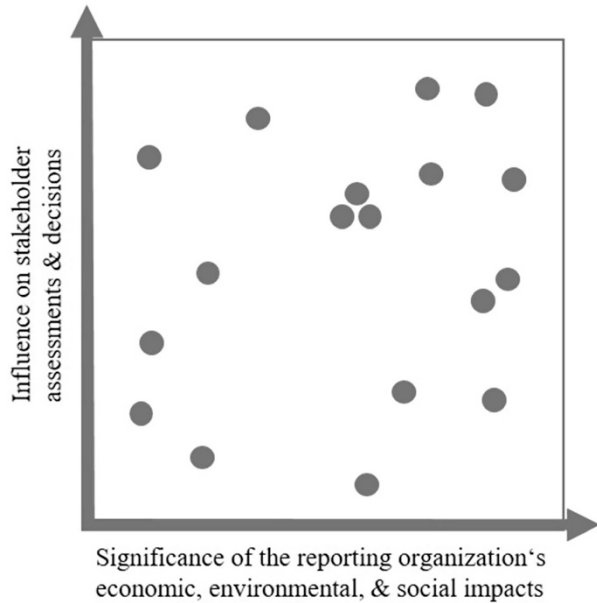 Influence on stakeholder
assessments & decisions
Significance of the reporting organization‘s
economic, environmental, & social impacts